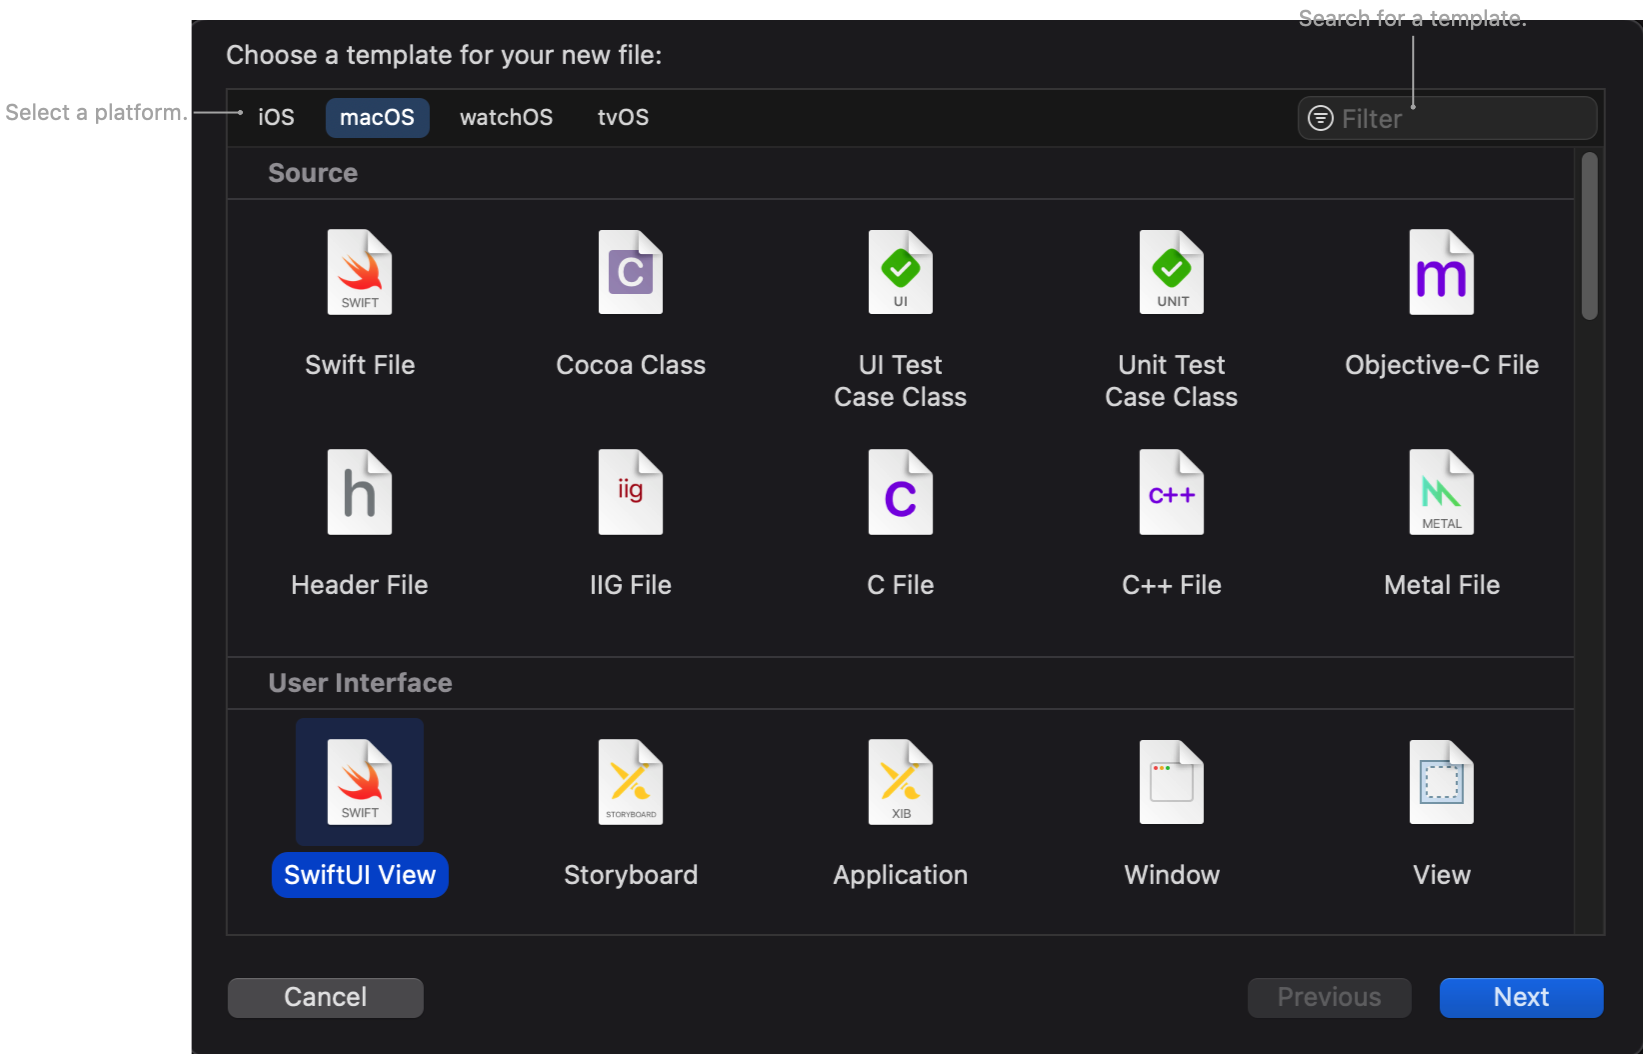 Search for a template.
Choose a template for your new file:
Select a platform.
iOS macOS watchOS tvOS
Filter
Source
SWIFT
C
UI
UNIT
m
Swift File
Cocoa Class
UI Test
Case Class
Unit Test
Case Class
Objective-C File
h
iig
C
C++
METAL
Header File
IIG File
C File
C++ File
Metal File
User Interface
SWIFT
STORYBOARD
XIB
SwiftUI View
Storyboard
Application
Window
View
Cancel
Previous
Next